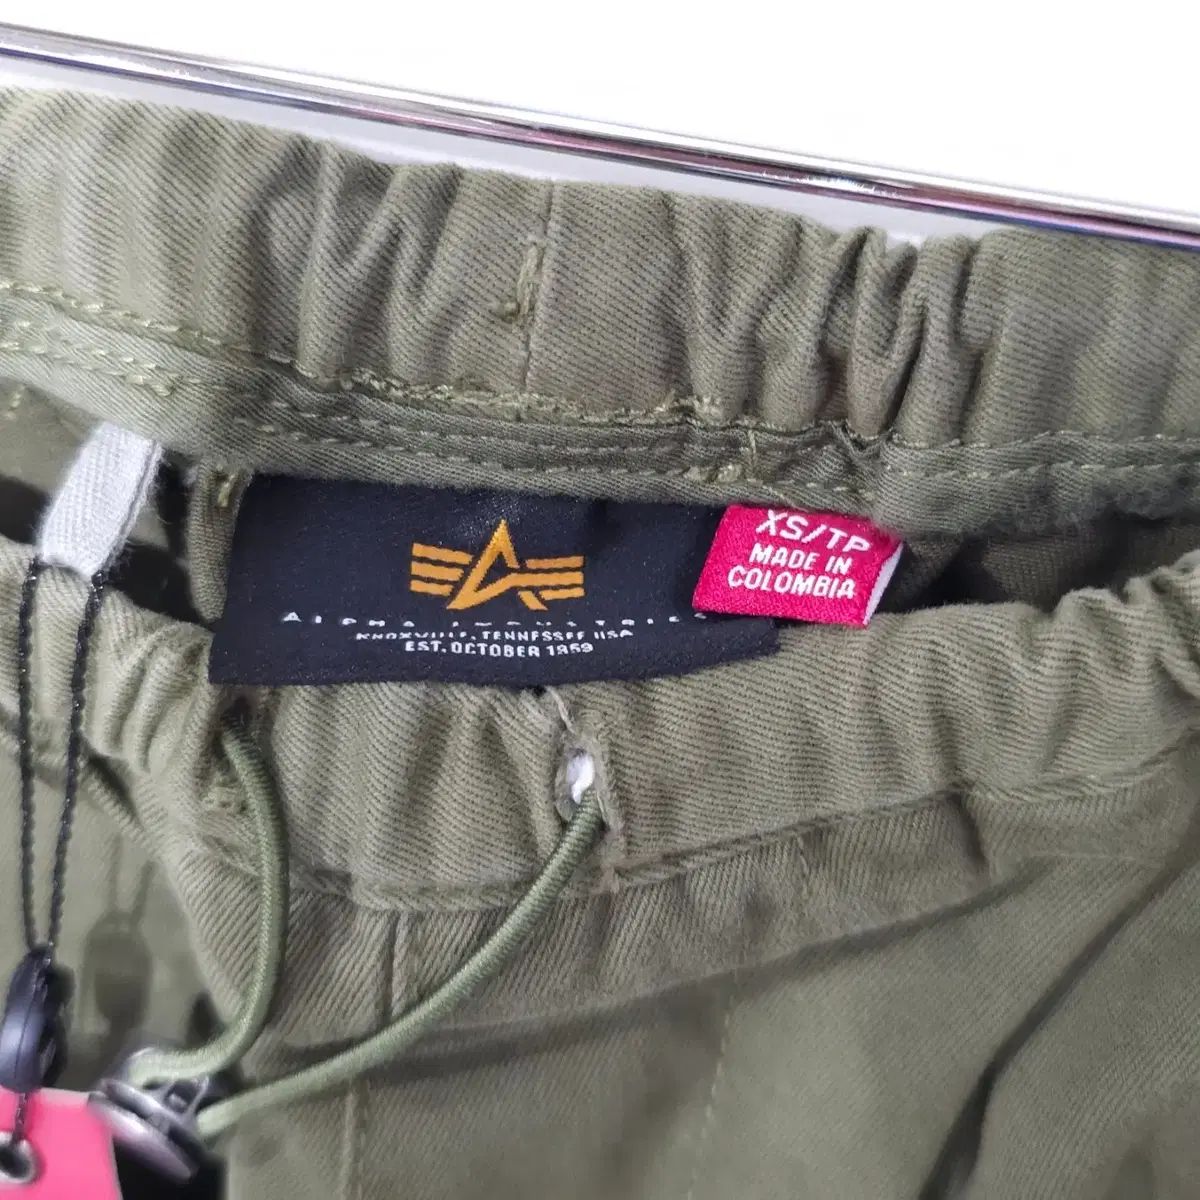 ALPHA INDUSTRIES
KNOXVILLE, TENNESSEE USA
EST. OCTOBER 1959
XS/TP
MADE IN
COLOMBIA